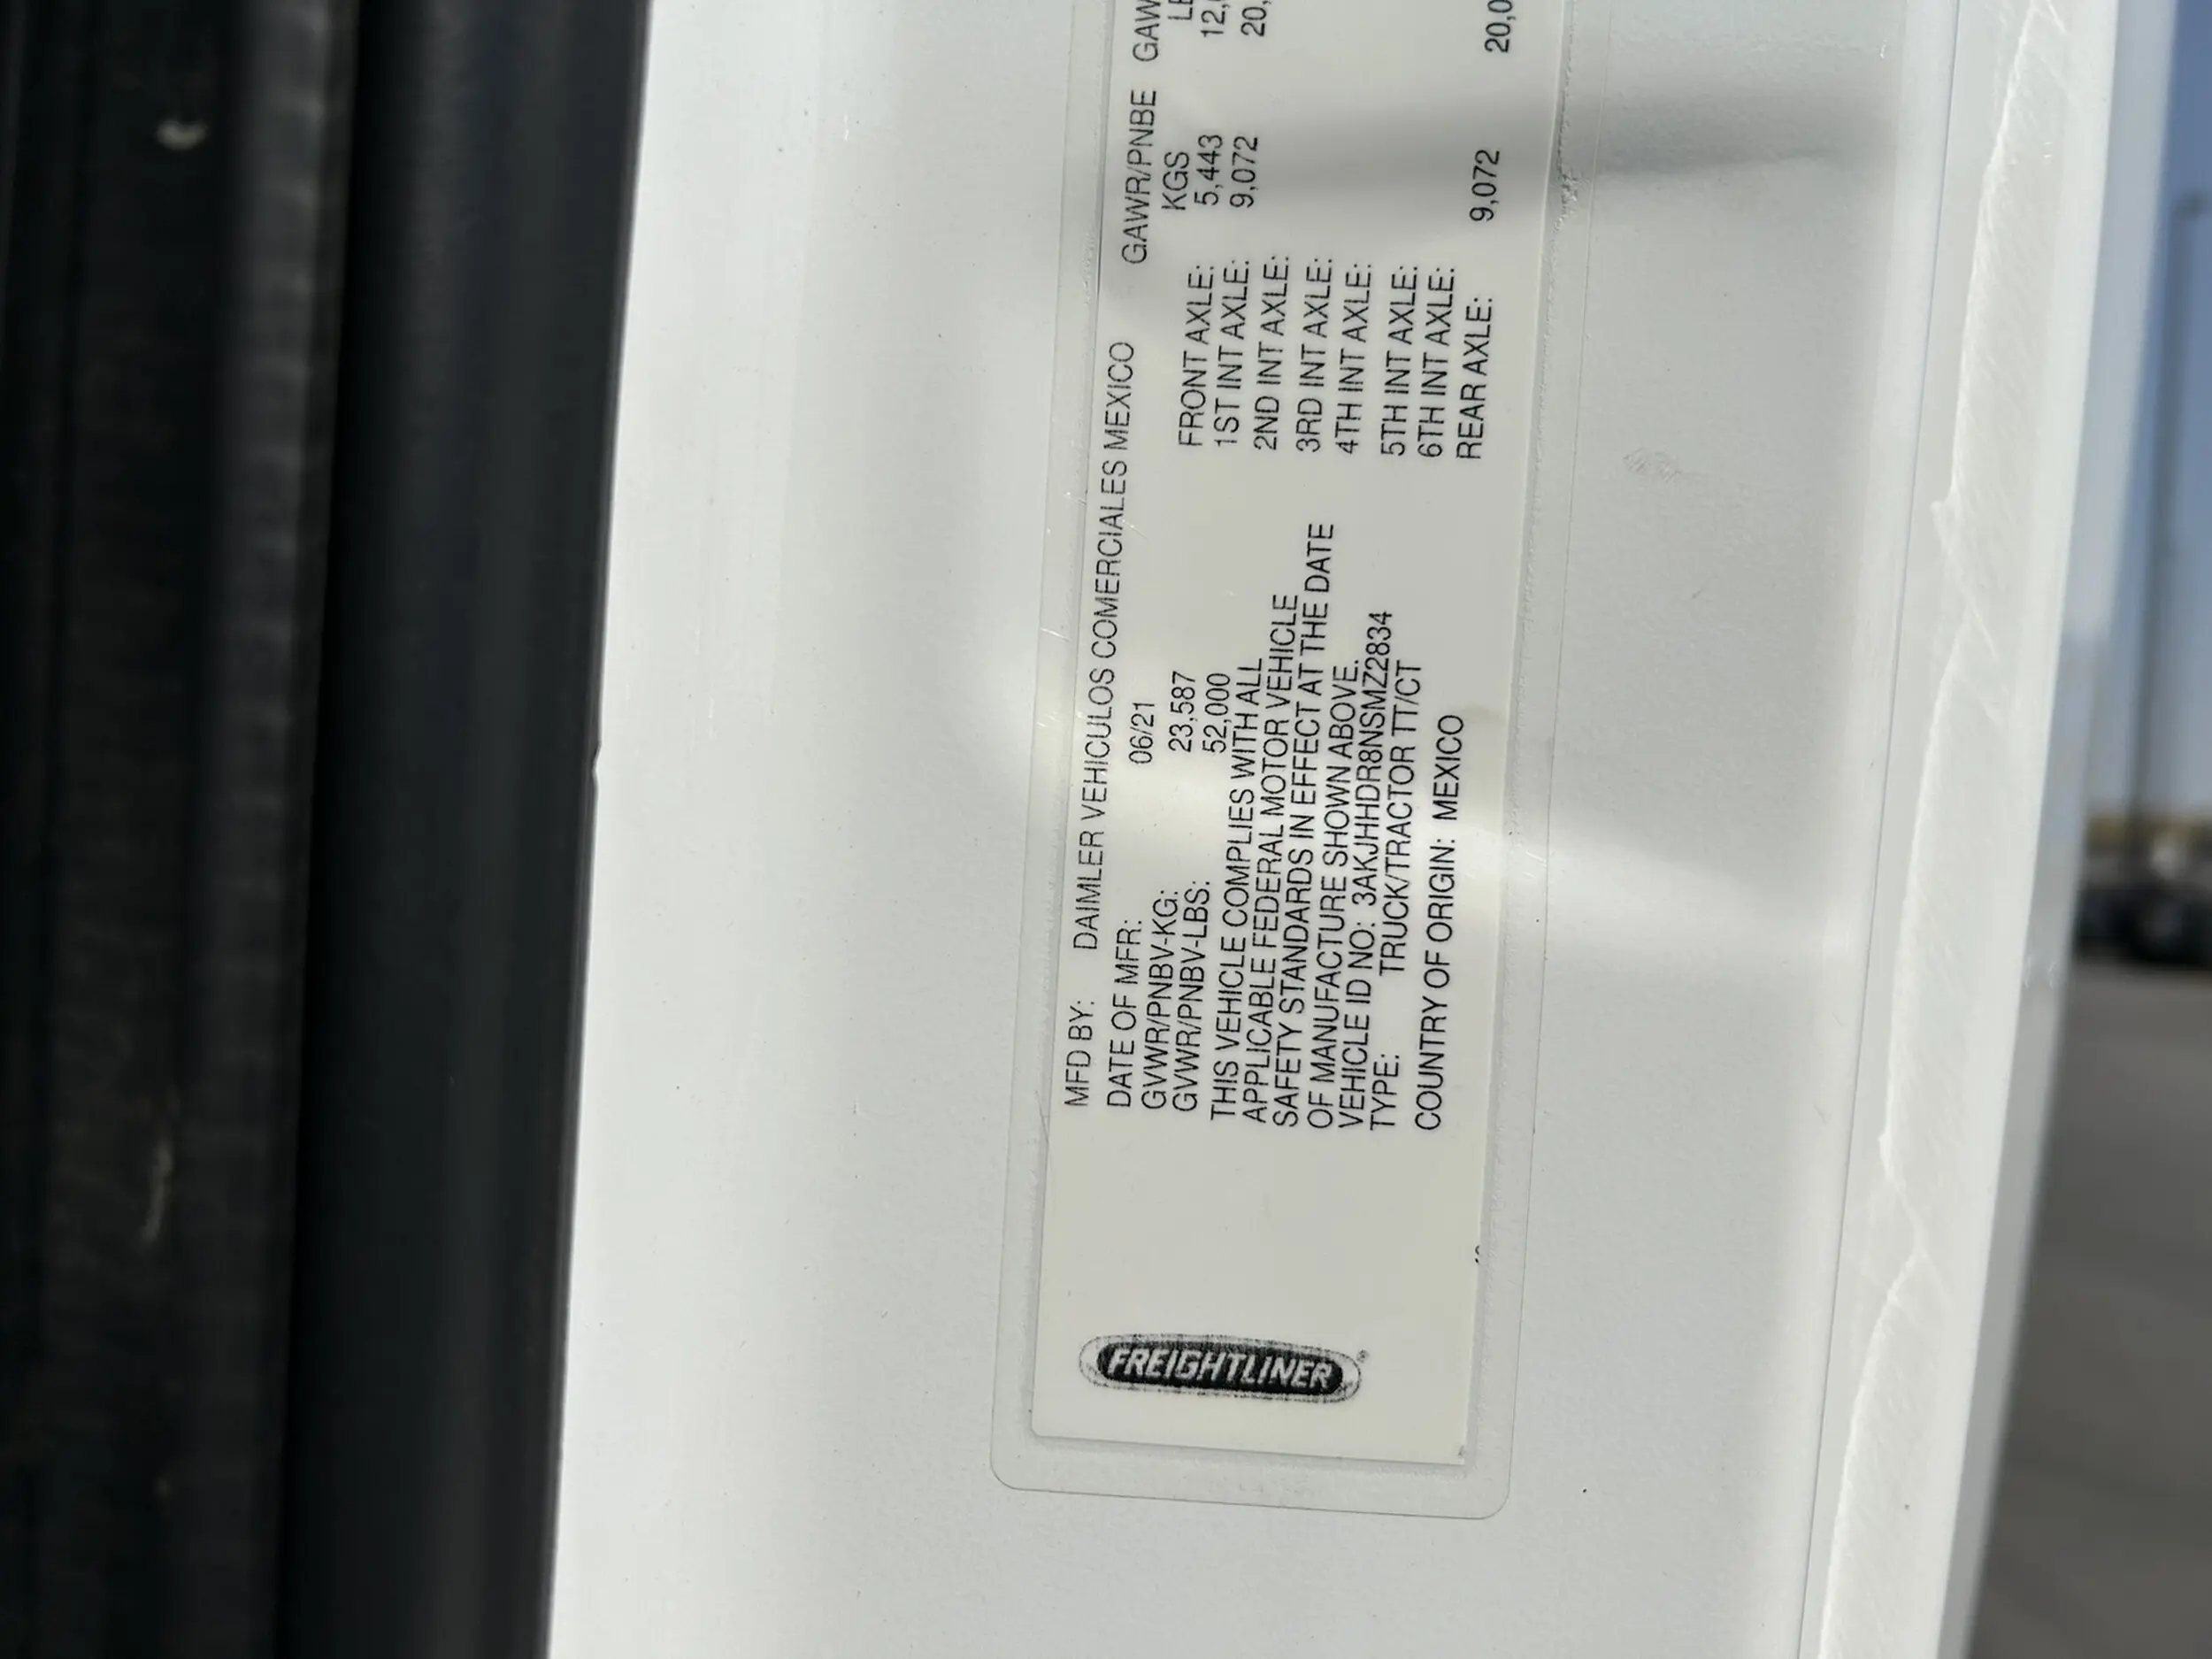 FREIGHTLINER®
MFD BY: DAIMLER VEHICULOS COMERCIALES MEXICO
DATE OF MFR: 06/21
GVWR/PNBV-KG: 23,587
GVWR/PNBV-LBS: 52,000
THIS VEHICLE COMPLIES WITH ALL
APPLICABLE FEDERAL MOTOR VEHICLE
SAFETY STANDARDS IN EFFECT AT THE DATE
OF MANUFACTURE SHOWN ABOVE.
VEHICLE ID NO: 3AKJHHDR8NSMZ2834
TYPE: TRUCK/TRACTOR TT/CT
COUNTRY OF ORIGIN: MEXICO
GAWR/PNBE
KGS
FRONT AXLE: 5,443
1ST INT AXLE: 9,072
2ND INT AXLE:
3RD INT AXLE:
4TH INT AXLE:
5TH INT AXLE:
6TH INT AXLE:
REAR AXLE: 9,072